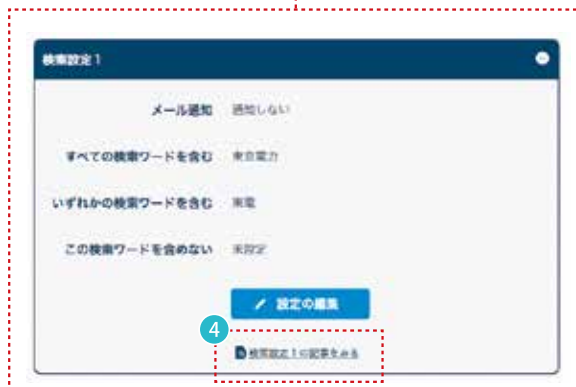 検索設定1
メール通知 通知しない
すべての検索ワードを含む 東京電力
いずれかの検索ワードを含む 東電
この検索ワードを含めない 未設定
設定の編集
4
検索設定1の記事をみる